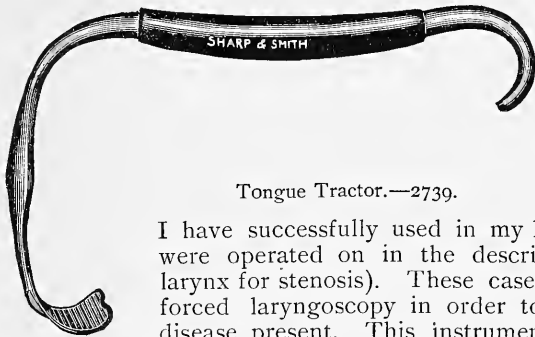 SHARP & SMITH
Tongue Tractor.—2739.
I have successfully used in my
were operated on in the descri
larynx for stenosis). These case
forced laryngoscopy in order to
disease present. This instrumen